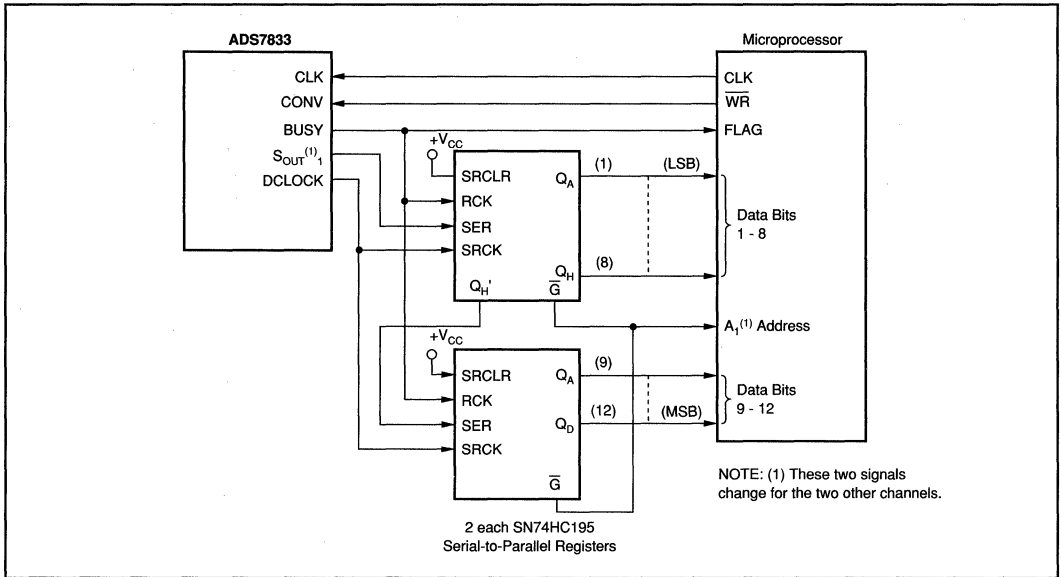 ADS7833
CLK
CONV
BUSY
SOUT(1)1
DCLOCK
Microprocessor
CLK
WR
FLAG
Data Bits
1 - 8
A1(1) Address
Data Bits
9 - 12
+VCC
SRCLR
RCK
SER
SRCK
QA
QH
QH'
G
(1)
(LSB)
(8)
+VCC
SRCLR
RCK
SER
SRCK
QA
QD
G
(9)
(12)
(MSB)
2 each SN74HC195
Serial-to-Parallel Registers
NOTE: (1) These two signals
change for the two other channels.